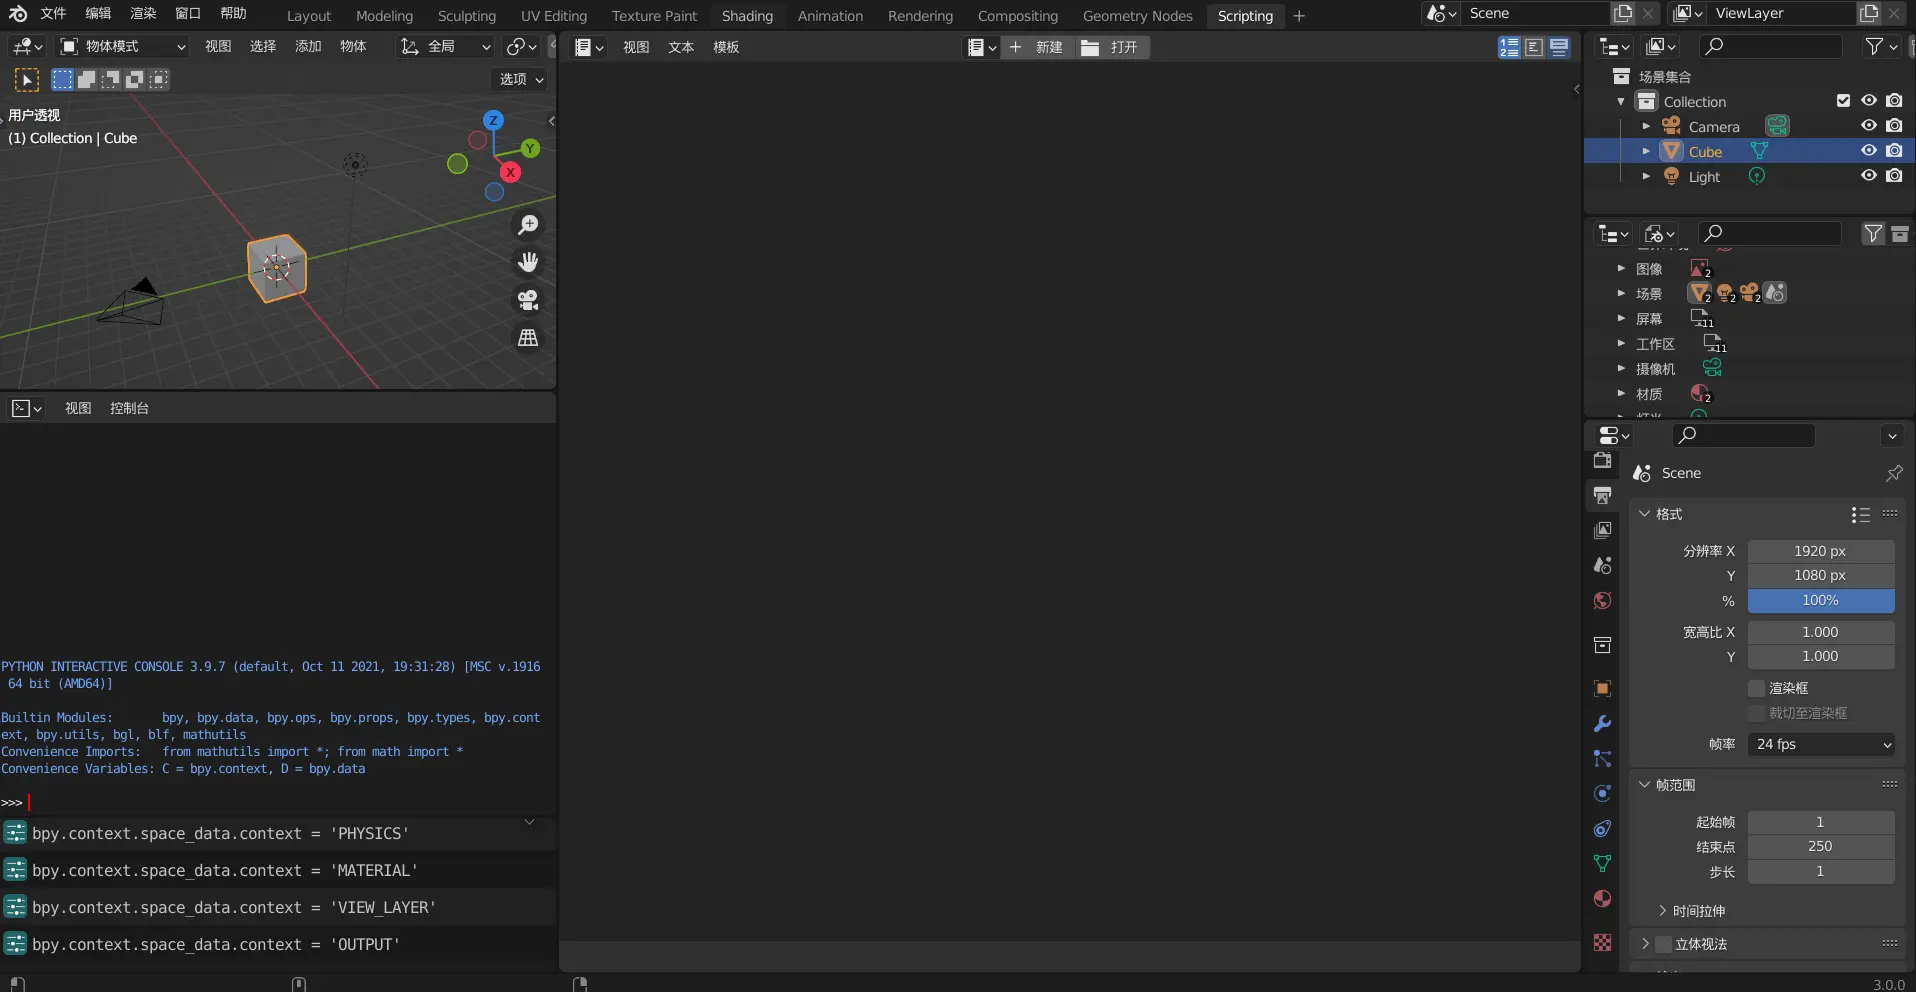 文件 编辑 渲染 窗口 帮助 Layout Modeling Sculpting UV Editing Texture Paint Shading Animation Rendering Compositing Geometry Nodes Scripting + Scene ViewLayer
物体模式 视图 选择 添加 物体 全局
选项
用户透视
(1) Collection | Cube
Z
Y
X
视图 控制台
PYTHON INTERACTIVE CONSOLE 3.9.7 (default, Oct 11 2021, 19:31:28) [MSC v.1916
64 bit (AMD64)]
Builtin Modules: bpy, bpy.data, bpy.ops, bpy.props, bpy.types, bpy.cont
ext, bpy.utils, bgl, blf, mathutils
Convenience Imports: from mathutils import *; from math import *
Convenience Variables: C = bpy.context, D = bpy.data
>>>
bpy.context.space_data.context = 'PHYSICS'
bpy.context.space_data.context = 'MATERIAL'
bpy.context.space_data.context = 'VIEW_LAYER'
bpy.context.space_data.context = 'OUTPUT'
视图 文本 模板 新建 打开
场景集合
Collection
Camera
Cube
Light
图像 2
场景 2 2 2
屏幕 11
工作区 11
摄像机
材质 2
Scene
格式
分辨率 X 1920 px
Y 1080 px
% 100%
宽高比 X 1.000
Y 1.000
渲染框
裁切至渲染框
帧率 24 fps
帧范围
起始帧 1
结束点 250
步长 1
时间拉伸
立体视法
3.0.0